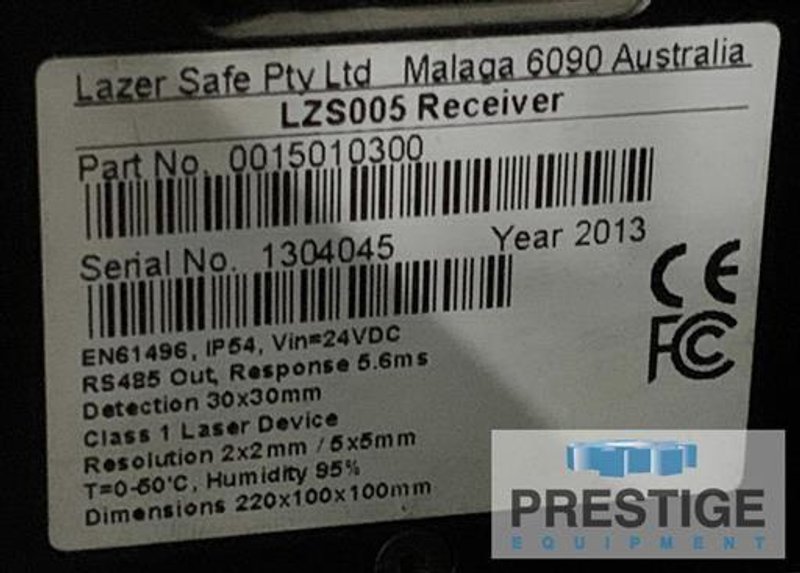 Lazer Safe Pty Ltd Malaga 6090 Australia
LZS005 Receiver
Part No. 0015010300
Serial No. 1304045 Year 2013
EN61496, IP54, Vin=24VDC
RS485 Out, Response 5.6ms
Detection 30x30mm
Class 1 Laser Device
Resolution 2x2mm / 5x5mm
T=0-50'C, Humidity 95%
Dimensions 220x100x100mm
CE
FCC
PRESTIGE
EQUIPMENT